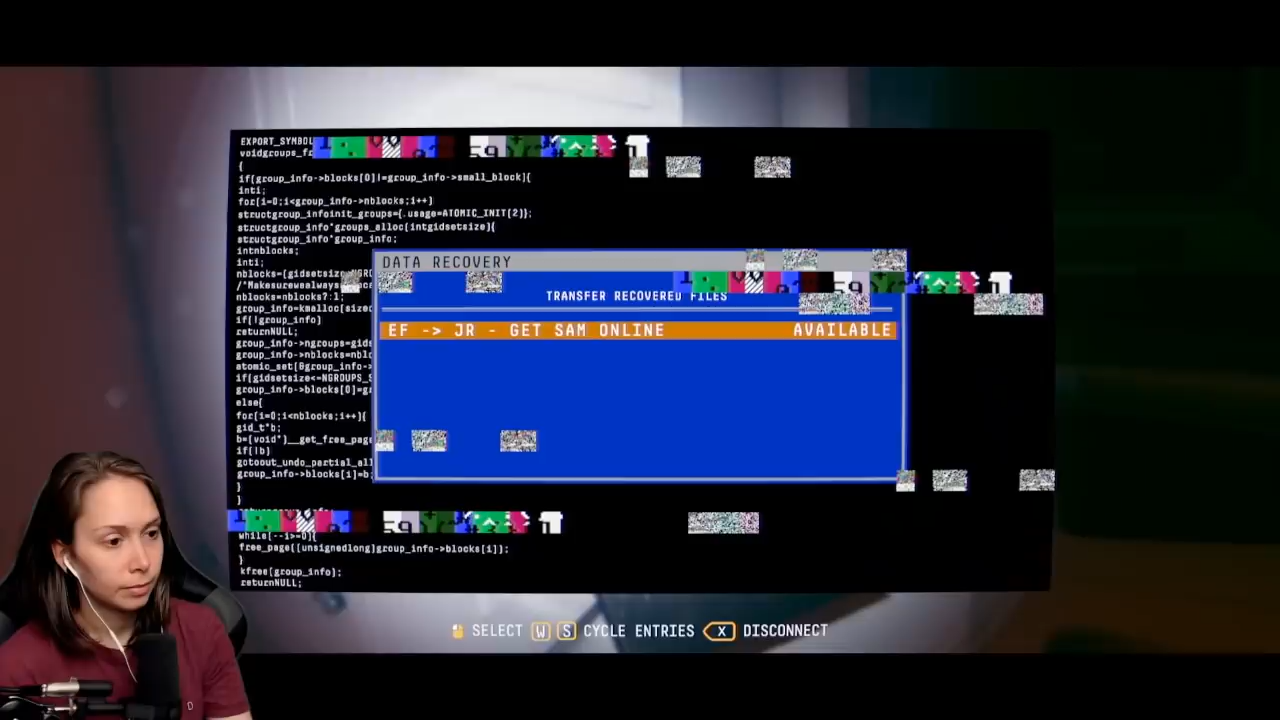 EXPORT_SYMBOL
voidgroups_fr
{
if(group_info->blocks[0]!=group_info->small_block){
inti;
for(i=0;i<group_info->nblocks;i++)
structgroup_infoinit_groups={.usage=ATOMIC_INIT(2)};
structgroup_info*groups_alloc(intgidsetsize){
structgroup_info*group_info;
intnblocks;
inti;
nblocks=(gidsetsize
/*Makesurewealways
nblocks=nblocks?:1;
group_info=kmalloc(size
if(!group_info)
returnNULL;
group_info->ngroups=gids
group_info->nblocks=nblo
atomic_set(&group_info->
if(gidsetsize<=NGROUPS_S
group_info->blocks[0]=gr
else{
for(i=0;i<nblocks;i++){
gid_t*b;
b=(void*)__get_free_page
if(!b)
gotoout_undo_partial_all
group_info->blocks[i]=b;
}
}
while(--i>=0){
free_page((unsignedlong)group_info->blocks[i]);
}
kfree(group_info);
returnNULL;
DATA RECOVERY
TRANSFER RECOVERED FILES
EF -> JR - GET SAM ONLINE AVAILABLE
SELECT W S CYCLE ENTRIES X DISCONNECT